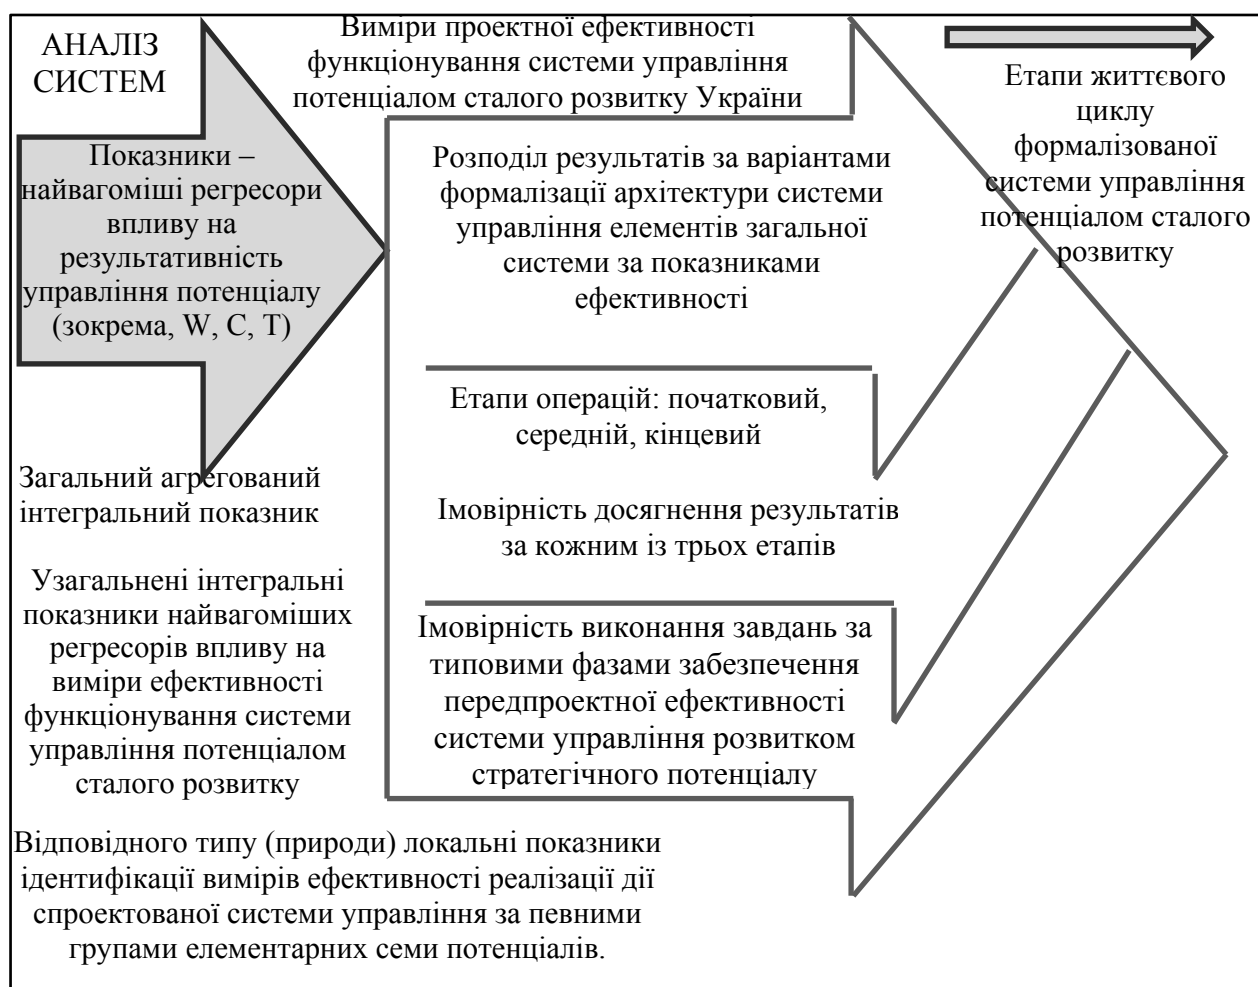 АНАЛІЗ
СИСТЕМ
Показники –
найвагоміші регресори
впливу на
результативність
управління потенціалу
(зокрема, W, C, T)
Загальний агрегований
інтегральний показник
Узагальнені інтегральні
показники найвагоміших
регресорів впливу на
виміри ефективності
функціонування системи
управління потенціалом
сталого розвитку
Виміри проектної ефективності
функціонування системи управління
потенціалом сталого розвитку України
Розподіл результатів за варіантами
формалізації архітектури системи
управління елементів загальної
системи за показниками
ефективності
Етапи операцій: початковий,
середній, кінцевий
Імовірність досягнення результатів
за кожним із трьох етапів
Імовірність виконання завдань за
типовими фазами забезпечення
передпроектної ефективності
системи управління розвитком
стратегічного потенціалу
Етапи життєвого
циклу
формалізованої
системи управління
потенціалом сталого
розвитку
Відповідного типу (природи) локальні показники
ідентифікації вимірів ефективності реалізації дії
спроектованої системи управління за певними
групами елементарних семи потенціалів.